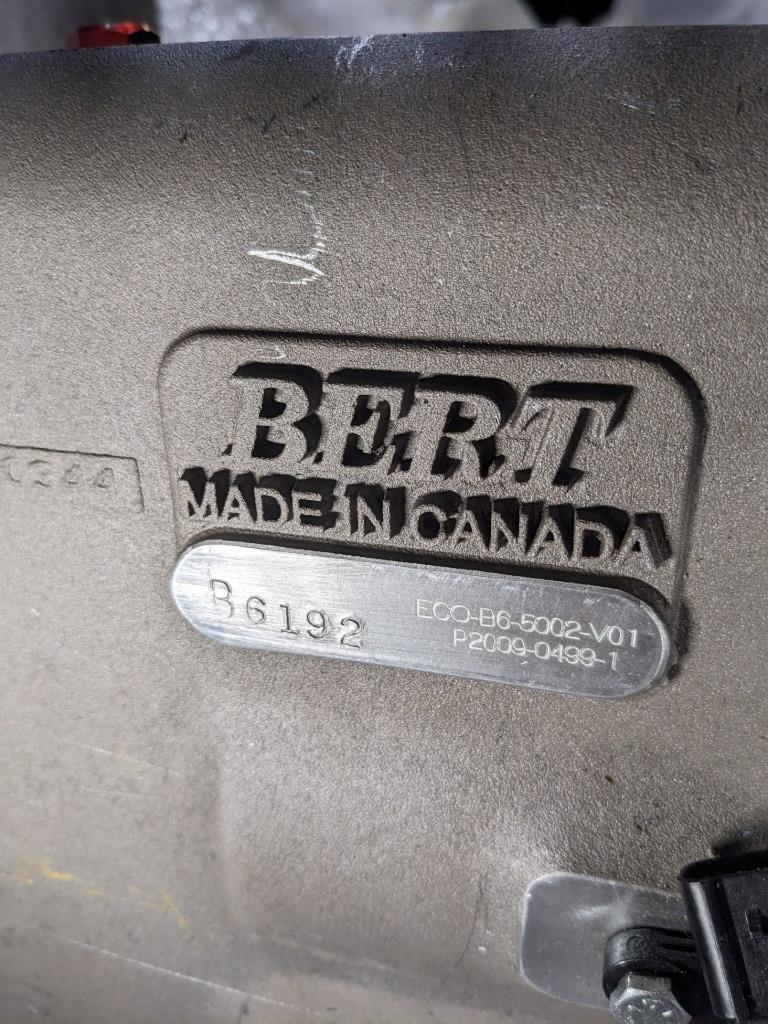 BERT
MADE IN CANADA
B6192
ECO-B6-5002-V01
P2009-0499-1